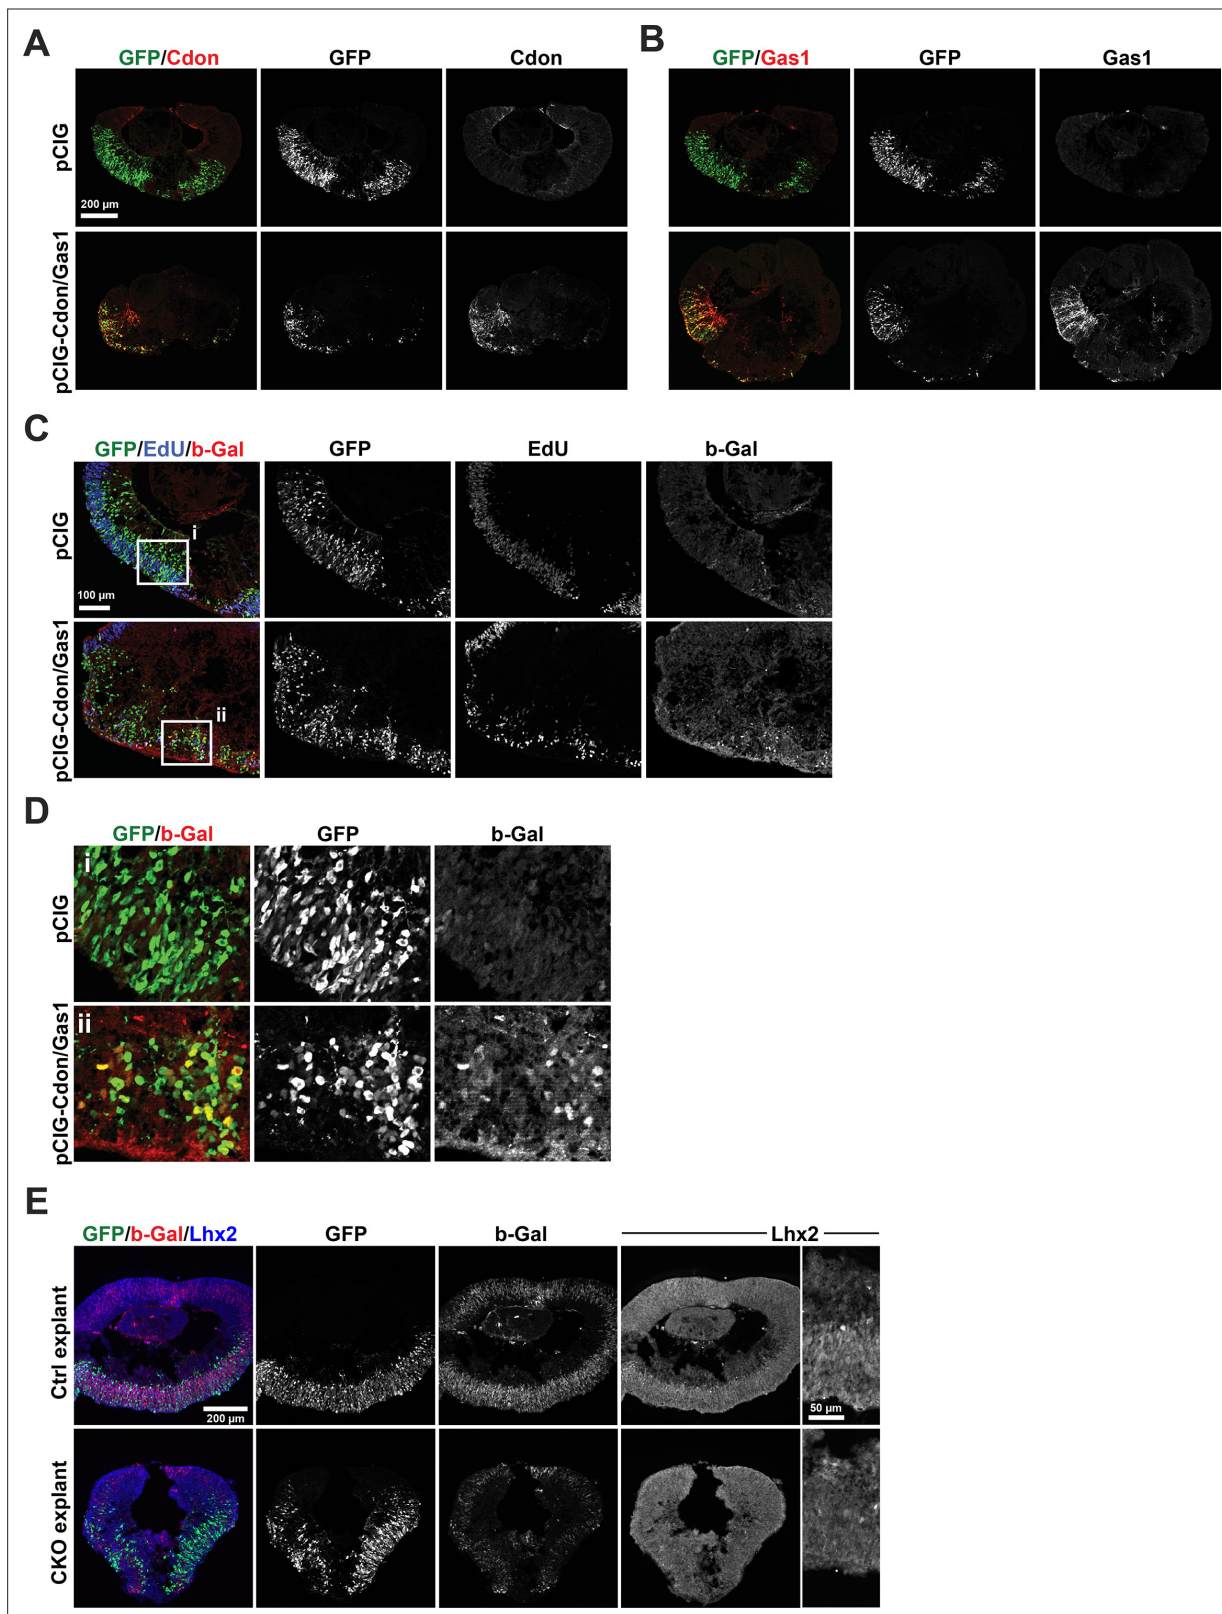 A
GFP/Cdon GFP Cdon
pCIG
200 µm
pCIG-Cdon/Gas1
B
GFP/Gas1 GFP Gas1
C
GFP/EdU/b-Gal GFP EdU b-Gal
pCIG
i
100 µm
pCIG-Cdon/Gas1
ii
D
GFP/b-Gal GFP b-Gal
pCIG
i
pCIG-Cdon/Gas1
ii
E
GFP/b-Gal/Lhx2 GFP b-Gal Lhx2
Ctrl explant
200 µm
50 µm
CKO explant